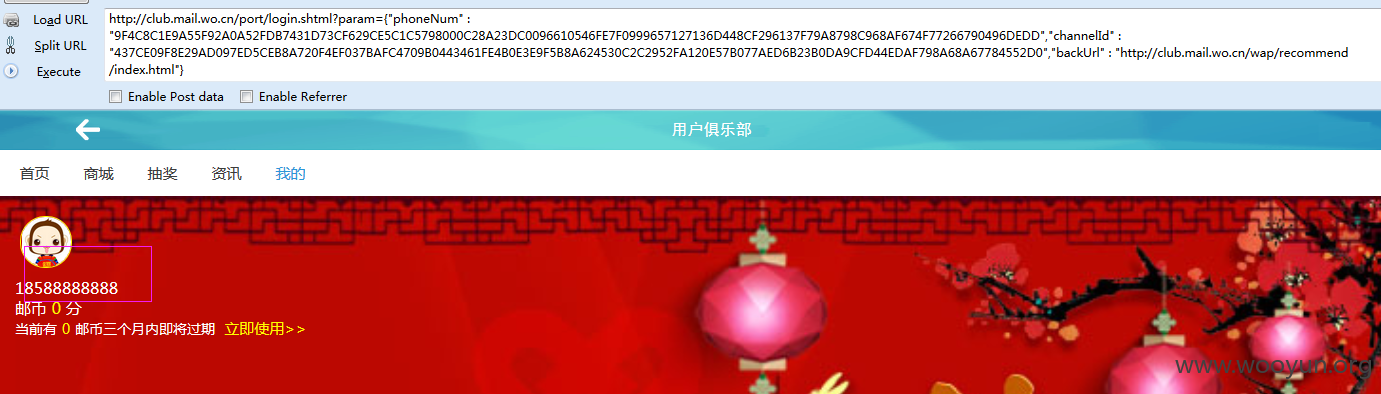 Load URL
Split URL
Execute
http://club.mail.wo.cn/port/login.shtml?param={"phoneNum" :
"9F4C8C1E9A55F92A0A52FDB7431D73CF629CE5C1C5798000C28A23DC0096610546FE7F0999657127136D448CF296137F79A8798C968AF674F77266790496DEDD","channelId" :
"437CE09F8E29AD097ED5CEB8A720F4EF037BAFC4709B0443461FE4B0E3E9F5B8A624530C2C2952FA120E57B077AED6B23B0DA9CFD44EDAF798A68A67784552D0","backUrl" : "http://club.mail.wo.cn/wap/recommend
/index.html"}
Enable Post data Enable Referrer
用户俱乐部
首页 商城 抽奖 资讯 我的
18588888888
邮币 0 分
当前有 0 邮币三个月内即将过期 立即使用>>
www.wooyun.org